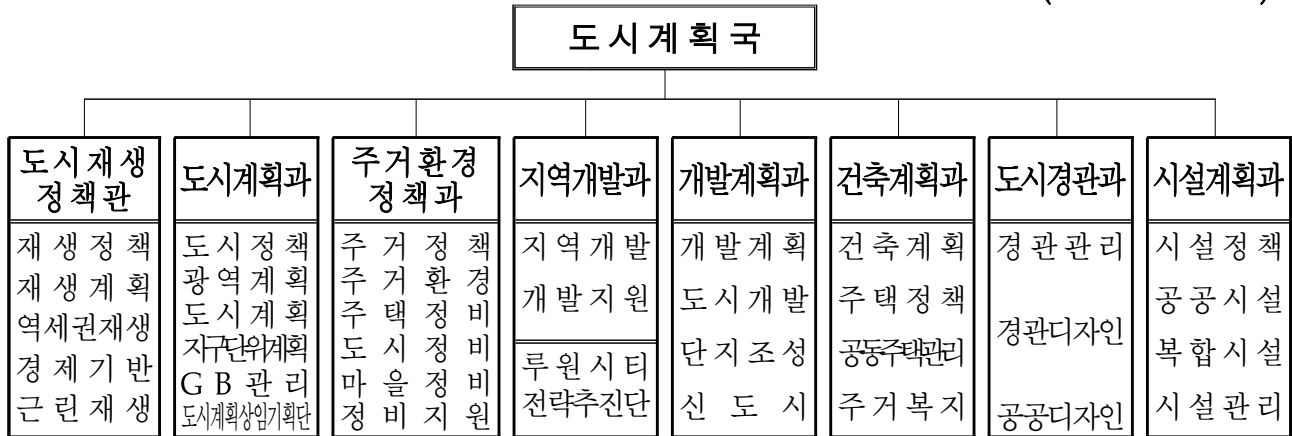 도시계획국
도시재생
정책관
재생정책
재생계획
역세권재생
경제기반
근린재생
도시계획과
도시정책
광역계획
도시계획
지구단위계획
GB관리
도시계획상임기획단
주거환경
정책과
주거정책
주거환경
주택정비
도시정비
마을정비
정비지원
지역개발과
지역개발
개발지원
루원시티
전략추진단
개발계획과
개발계획
도시개발
단지조성
신도시
건축계획과
건축계획
주택정책
공동주택관리
주거복지
도시경관과
경관관리
경관디자인
공공디자인
시설계획과
시설정책
공공시설
복합시설
시설관리